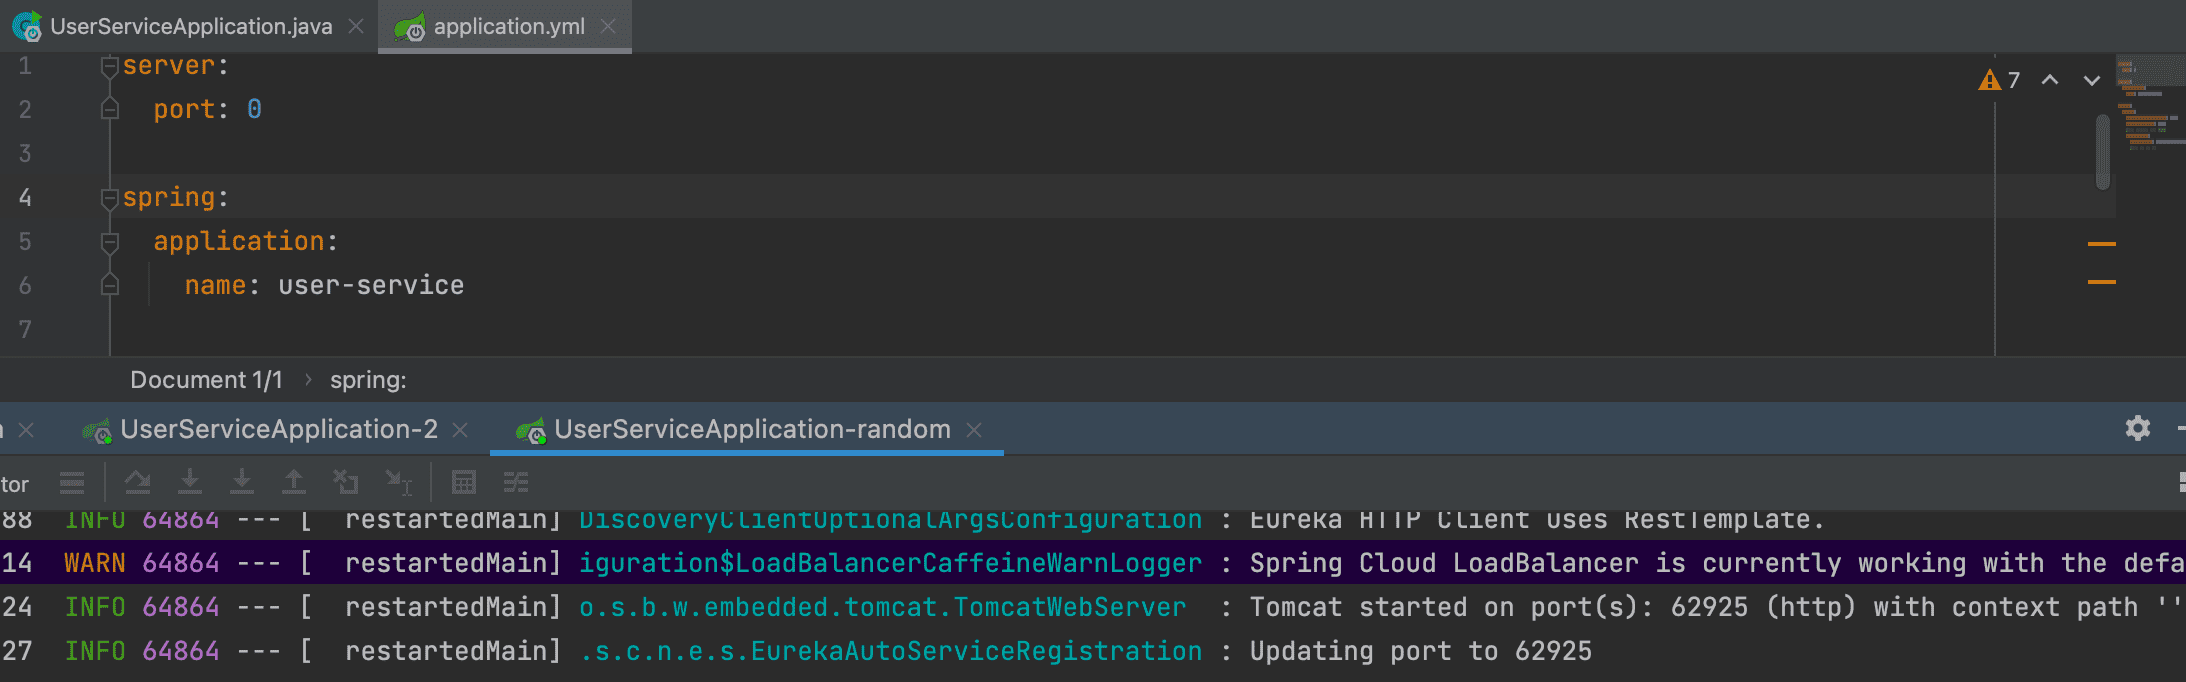 UserServiceApplication.java application.yml
1 server:
2 port: 0
3
4 spring:
5 application:
6 name: user-service
7
7
Document 1/1 › spring:
UserServiceApplication-2 UserServiceApplication-random
tor
88 INFO 64864 --- [ restartedMain] DiscoveryClientOptionalArgsConfiguration : Eureka HTTP Client uses RestTemplate.
14 WARN 64864 --- [ restartedMain] iguration$LoadBalancerCaffeineWarnLogger : Spring Cloud LoadBalancer is currently working with the defa
24 INFO 64864 --- [ restartedMain] o.s.b.w.embedded.tomcat.TomcatWebServer : Tomcat started on port(s): 62925 (http) with context path ''
27 INFO 64864 --- [ restartedMain] .s.c.n.e.s.EurekaAutoServiceRegistration : Updating port to 62925